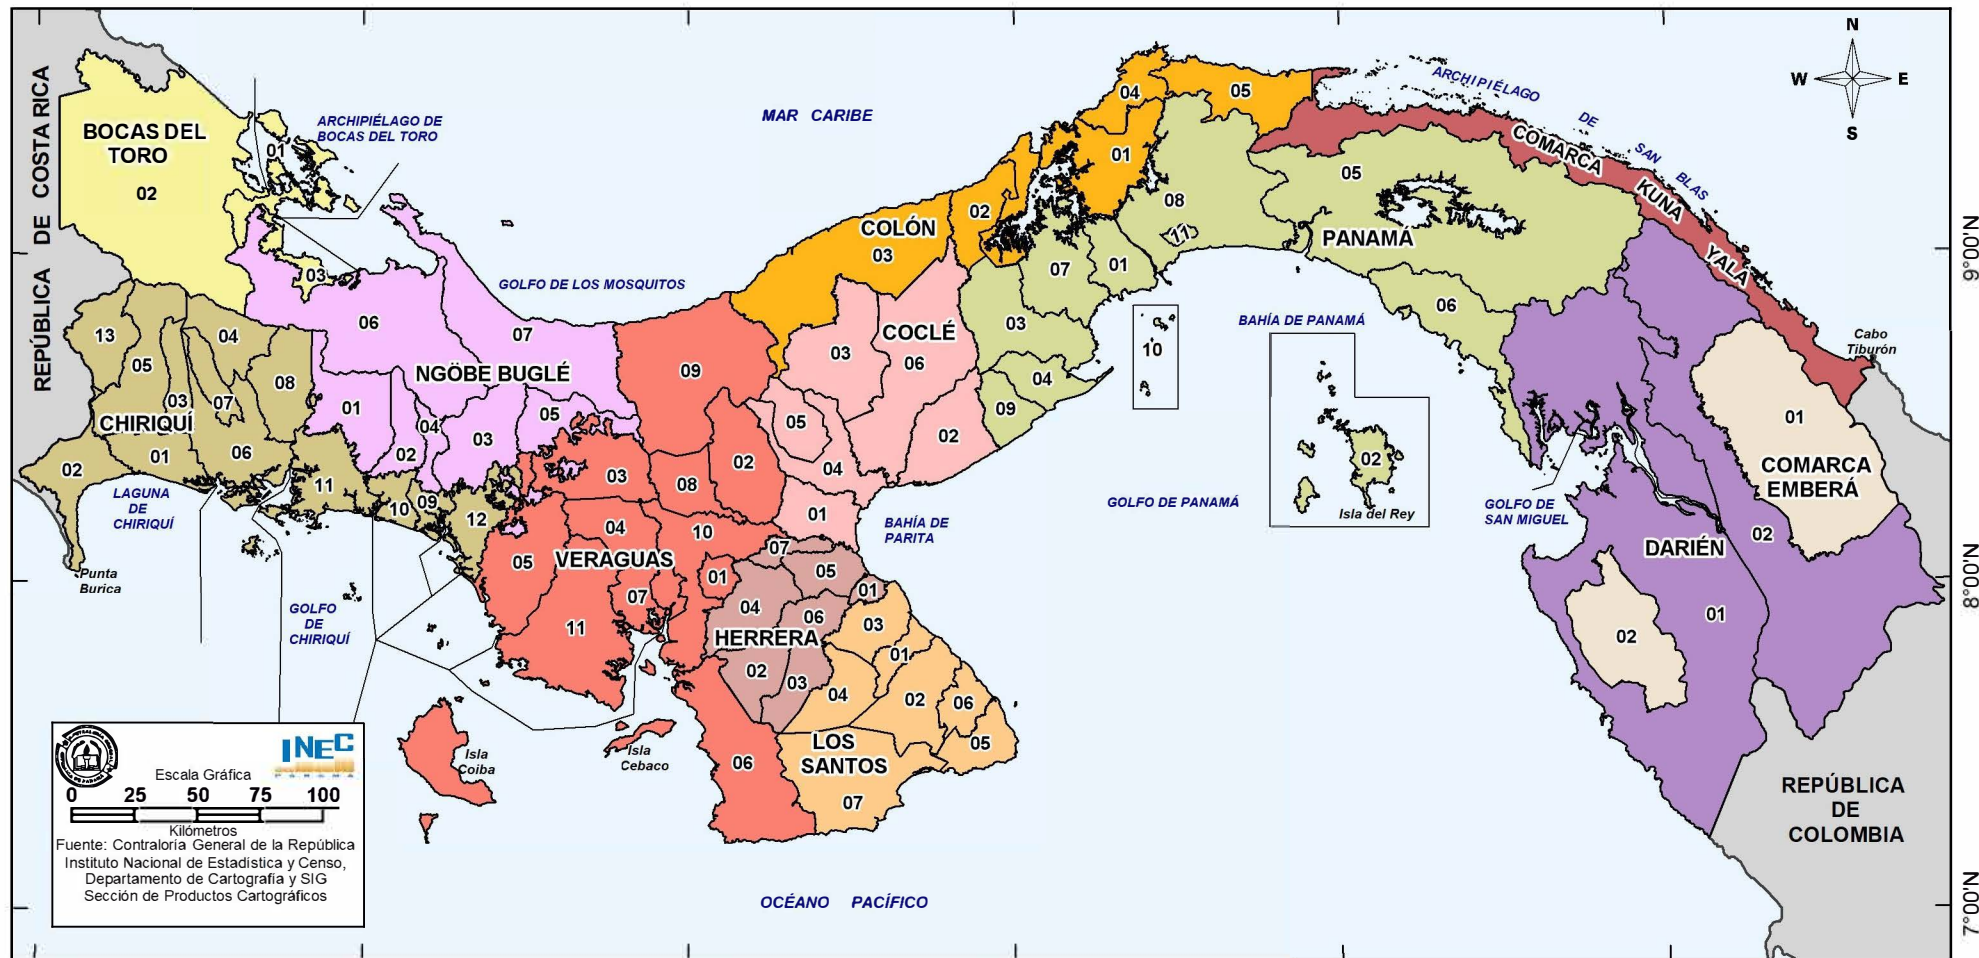 N
W E
S
REPÚBLICA DE COSTA RICA
MAR CARIBE
ARCHIPIÉLAGO
DE
SAN
BLAS
ARCHIPIÉLAGO DE
BOCAS DEL TORO
BOCAS DEL
TORO
02
01
03
04
05
01
02
COLÓN
03
COMARCA
KUNA
YALA
05
08
11
PANAMÁ
07
01
03
06
04
09
10
02
Isla del Rey
9°00'N
GOLFO DE LOS MOSQUITOS
BAHÍA DE PANAMÁ
Cabo
Tiburón
06
07
NGÖBE BUGLÉ
01
05
04
03
02
13
04
05
08
03
07
CHIRIQUÍ
01
06
02
11
10
09
12
LAGUNA
DE
CHIRIQUÍ
Punta
Burica
GOLFO
DE
CHIRIQUÍ
COCLÉ
03
06
05
02
04
01
09
02
03
08
04
10
VERAGUAS
05
01
07
11
06
BAHÍA DE
PARITA
GOLFO DE PANAMÁ
GOLFO DE
SAN MIGUEL
01
COMARCA
EMBERÁ
02
02
DARIÉN
01
8°00'N
07
05
01
04
06
HERRERA
02
03
03
01
04
02
06
05
LOS
SANTOS
07
Isla
Coiba
Isla
Cebaco
REPÚBLICA
DE
COLOMBIA
7°00'N
OCÉANO PACÍFICO
INEC
Escala Gráfica
0 25 50 75 100
Kilómetros
Fuente: Contraloría General de la República
Instituto Nacional de Estadística y Censo,
Departamento de Cartografía y SIG
Sección de Productos Cartográficos